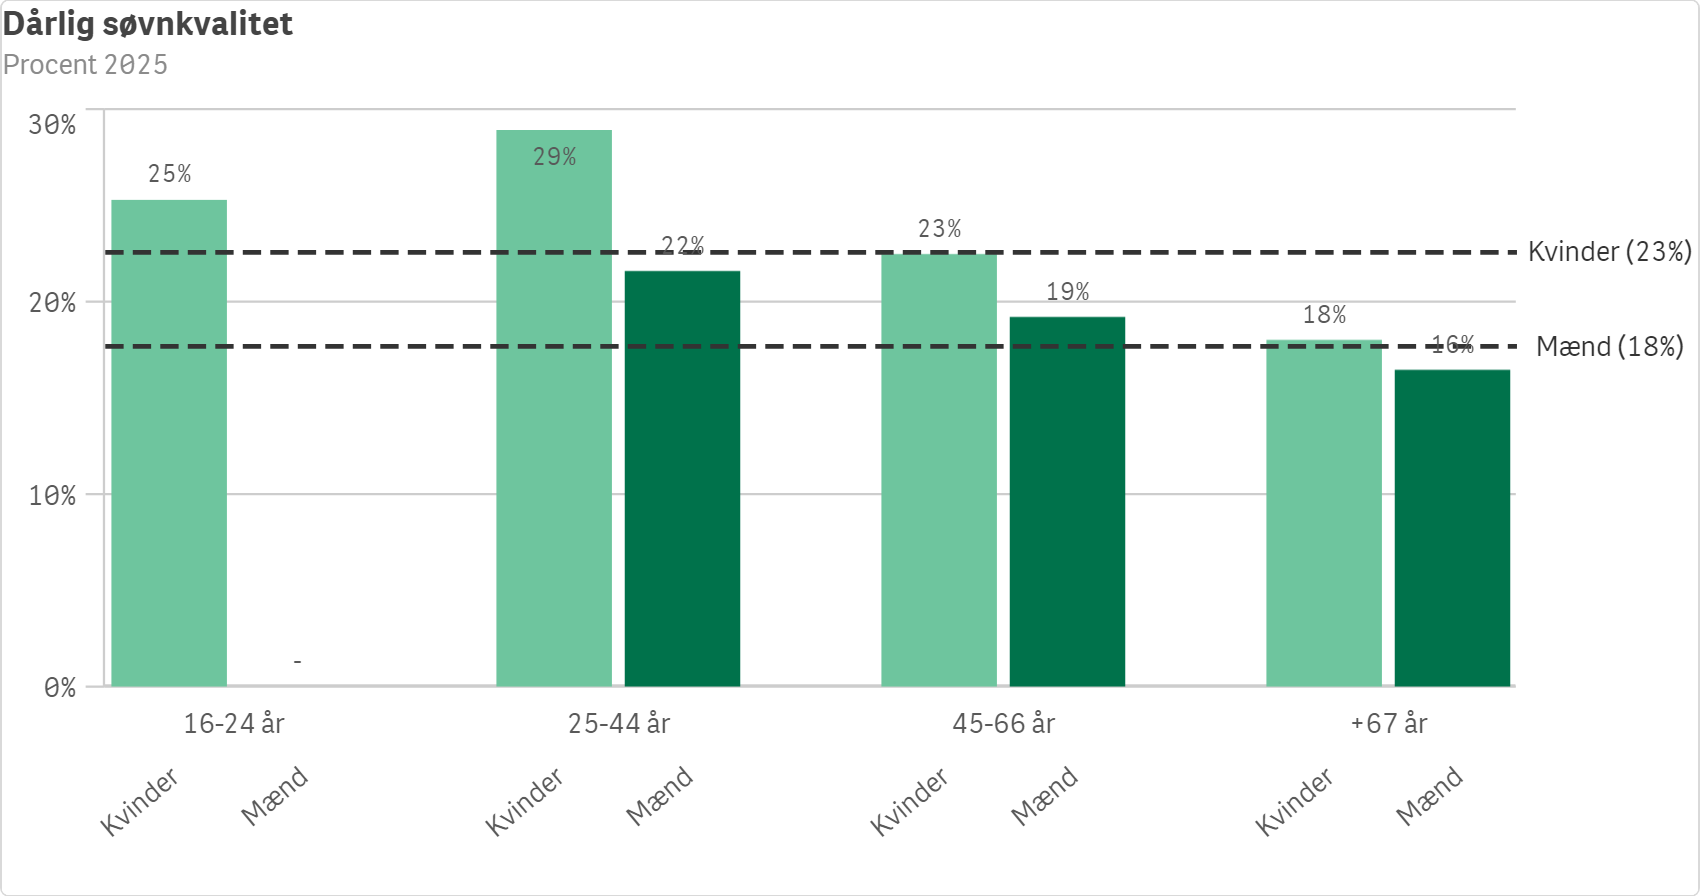 Dårlig søvnkvalitet
Procent 2025
30%
20%
10%
0%
25%
-
29%
22%
23%
19%
18%
16%
Kvinder (23%)
Mænd (18%)
16-24 år
25-44 år
45-66 år
+67 år
Kvinder
Mænd
Kvinder
Mænd
Kvinder
Mænd
Kvinder
Mænd